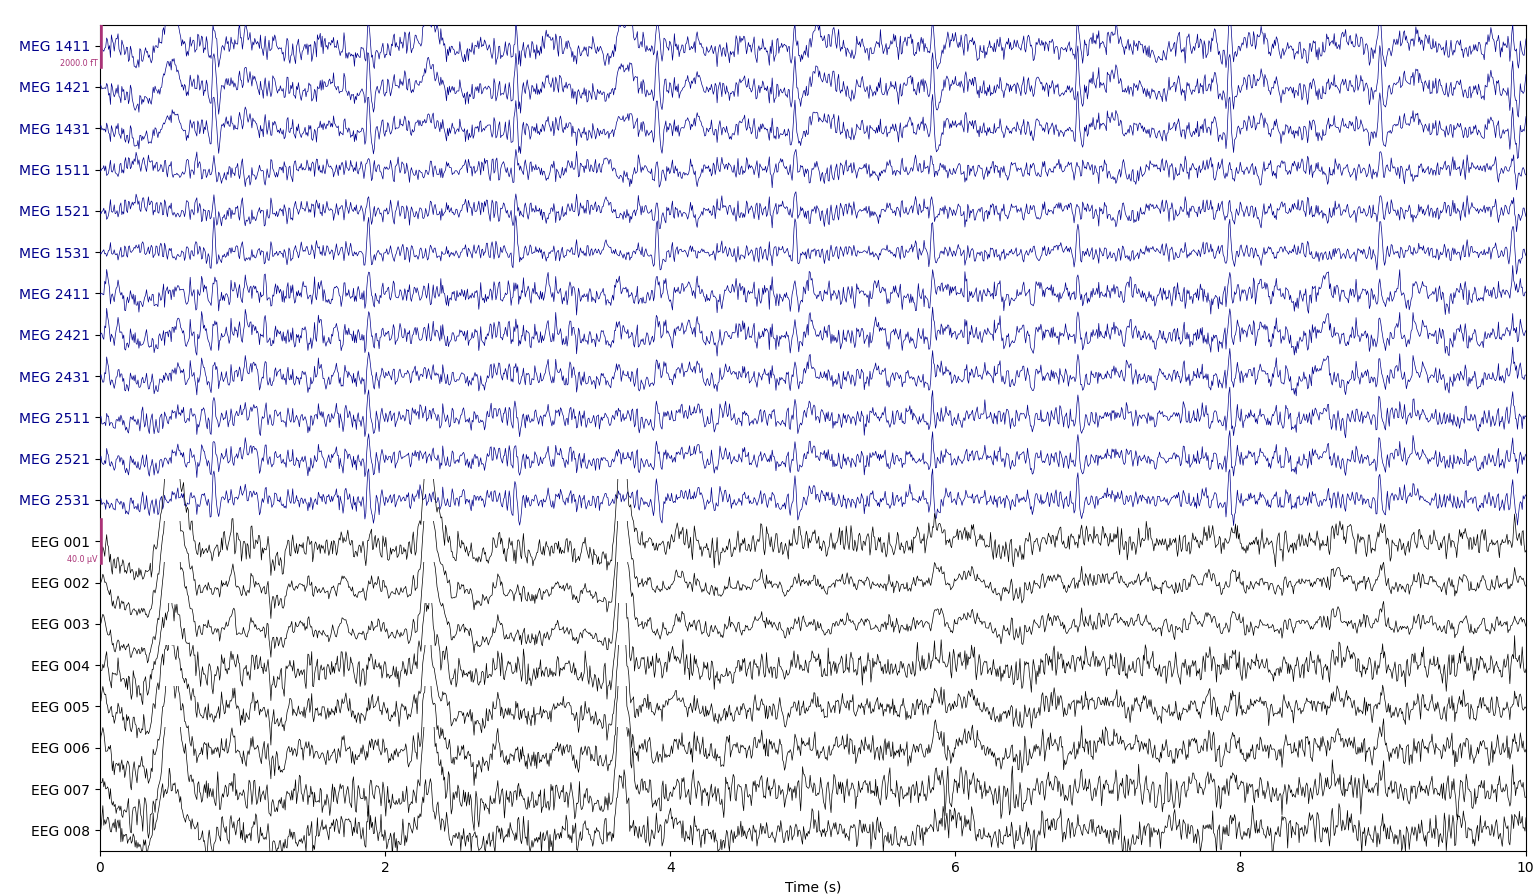 MEG 1411
2000.0 fT
MEG 1421
MEG 1431
MEG 1511
MEG 1521
MEG 1531
MEG 2411
MEG 2421
MEG 2431
MEG 2511
MEG 2521
MEG 2531
EEG 001
40.0 µV
EEG 002
EEG 003
EEG 004
EEG 005
EEG 006
EEG 007
EEG 008
0 2 4 6 8 10
Time (s)